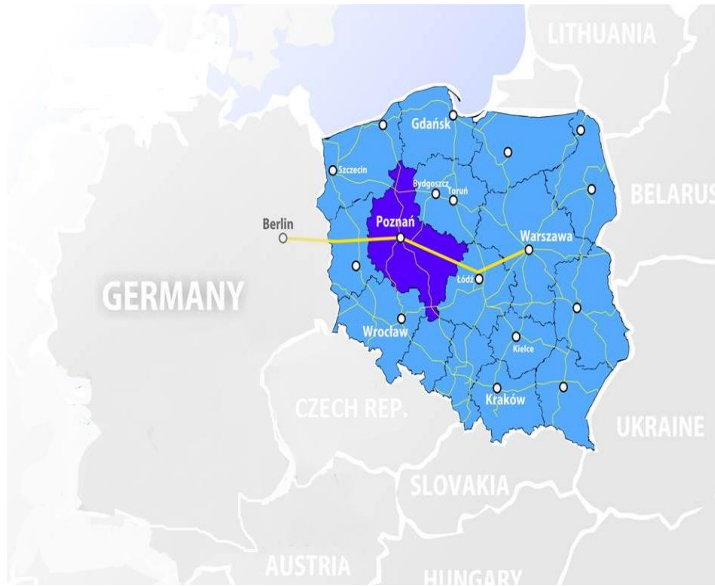 LITHUANIA
Gdańsk
Szczecin
Bydgoszcz
Toruń
BELARUS
Berlin
Poznań
Warszawa
Łódź
GERMANY
Wrocław
Kielce
Kraków
CZECH REP.
UKRAINE
SLOVAKIA
AUSTRIA
HUNGARY